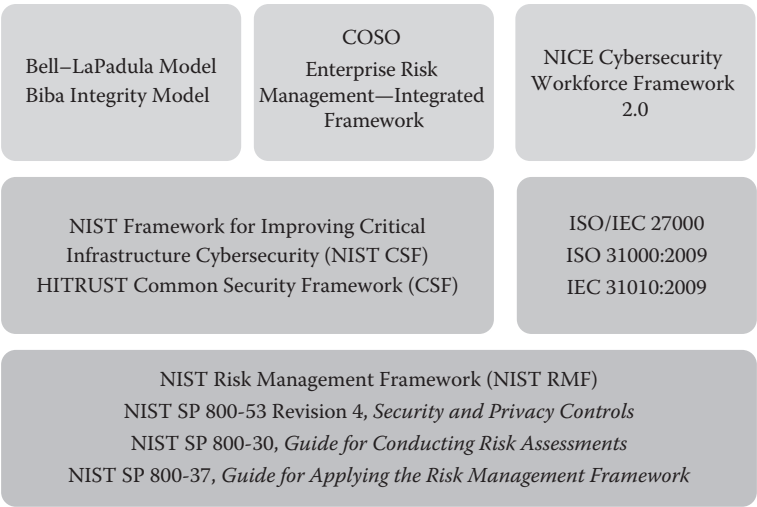 Bell–LaPadula Model
Biba Integrity Model
COSO
Enterprise Risk
Management—Integrated
Framework
NICE Cybersecurity
Workforce Framework
2.0
NIST Framework for Improving Critical
Infrastructure Cybersecurity (NIST CSF)
HITRUST Common Security Framework (CSF)
ISO/IEC 27000
ISO 31000:2009
IEC 31010:2009
NIST Risk Management Framework (NIST RMF)
NIST SP 800-53 Revision 4, Security and Privacy Controls
NIST SP 800-30, Guide for Conducting Risk Assessments
NIST SP 800-37, Guide for Applying the Risk Management Framework